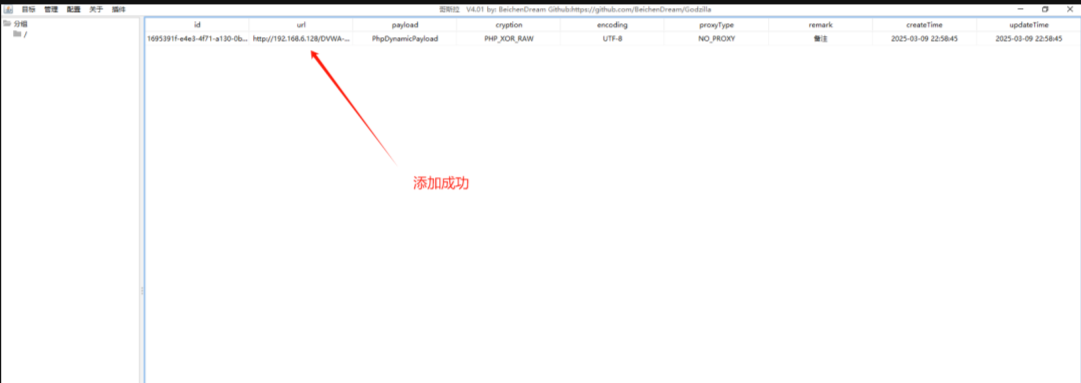 目标 管理 配置 关于 插件 哥斯拉 V4.01 by: BeichenDream Github:https://github.com/BeichenDream/Godzilla
分组
/
id url payload cryption encoding proxyType remark createTime updateTime
1695391f-e4e3-4f71-a130-0b... http://192.168.6.128/DVWA-... PhpDynamicPayload PHP_XOR_RAW UTF-8 NO_PROXY 备注 2025-03-09 22:58:45 2025-03-09 22:58:45
添加成功